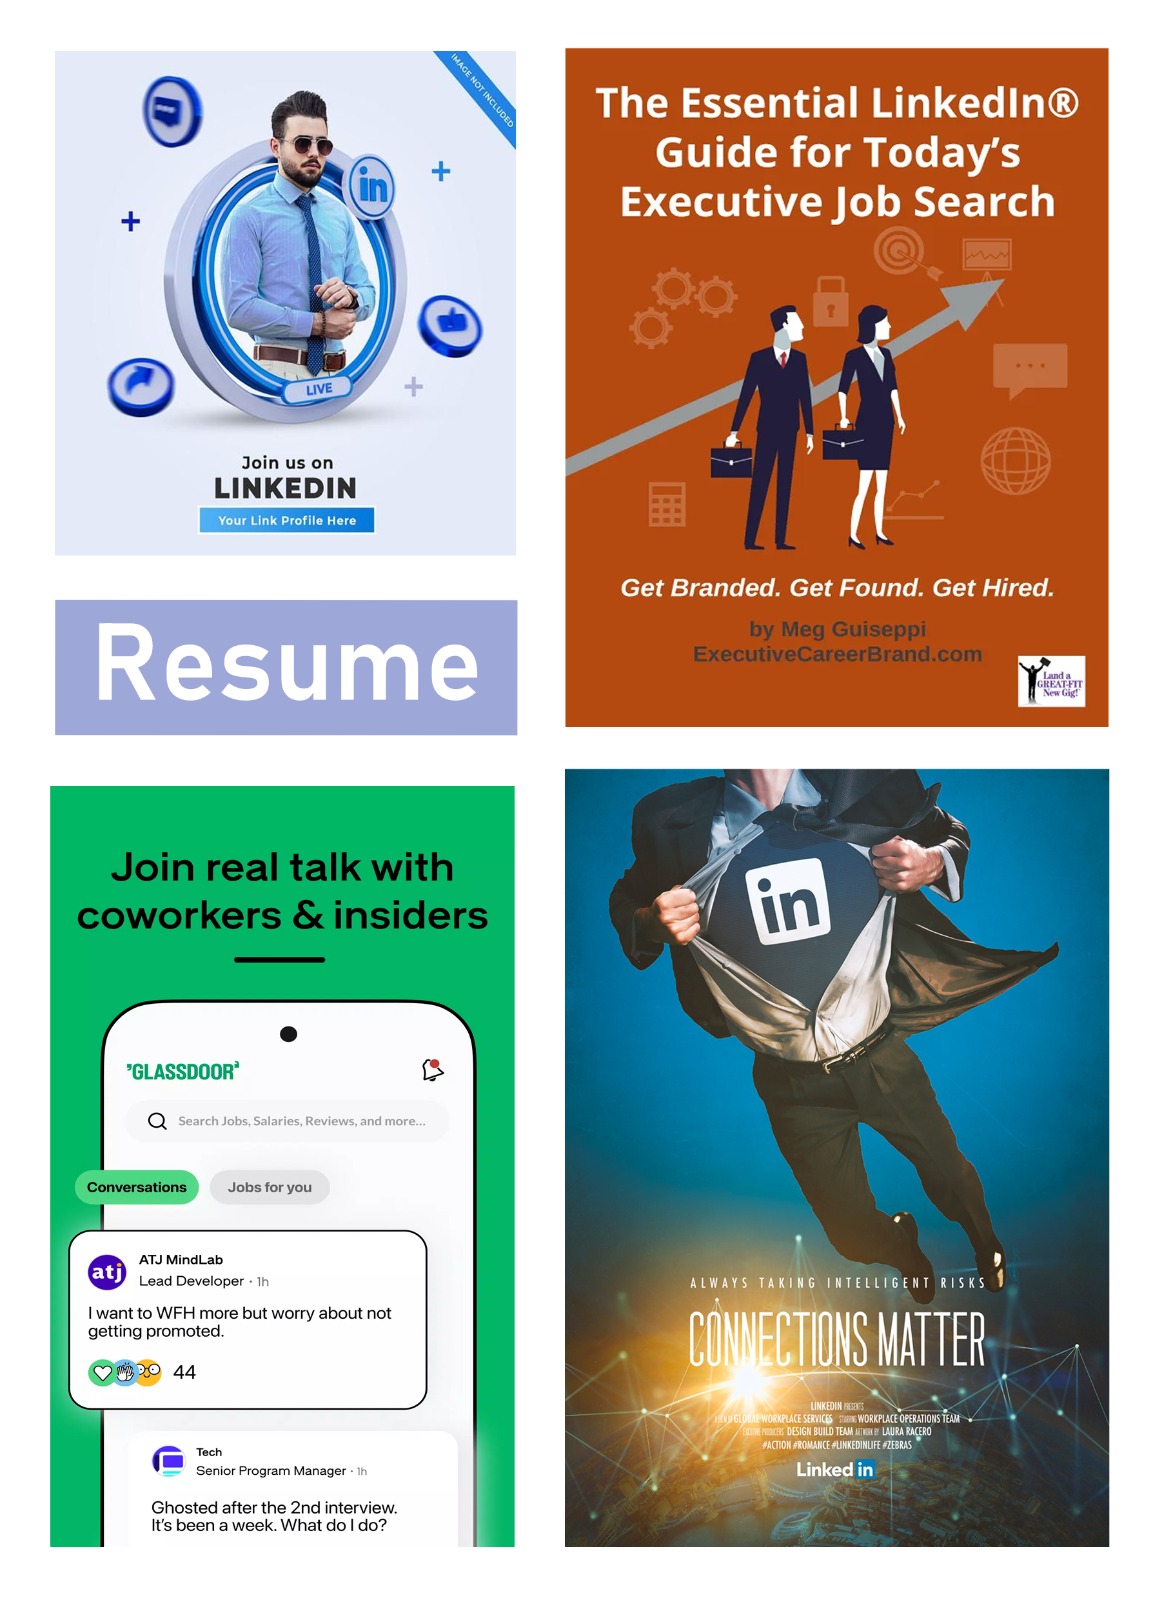 IMAGE NOT INCLUDED
in
LIVE
Join us on
LINKEDIN
Your Link Profile Here
The Essential LinkedIn®
Guide for Today's
Executive Job Search
Get Branded. Get Found. Get Hired.
by Meg Guiseppi
ExecutiveCareerBrand.com
Land a
GREAT-FIT
New Gig!
Resume
Join real talk with
coworkers & insiders
GLASSDOOR
Search Jobs, Salaries, Reviews, and more...
Conversations
Jobs for you
atj
ATJ MindLab
Lead Developer · 1h
I want to WFH more but worry about not
getting promoted.
44
Tech
Senior Program Manager · 1h
Ghosted after the 2nd interview.
It's been a week. What do I do?
in
ALWAYS TAKING INTELLIGENT RISKS
CONNECTIONS MATTER
LINKEDIN PRESENTS
A FILM BY GLOBAL WORKPLACE SERVICES STARRING WORKPLACE OPERATIONS TEAM
EXECUTIVE PRODUCERS DESIGN BUILD TEAM ARTWORK BY LAURA RACERO
#ACTION #ROMANCE #LINKEDINLIFE #ZEBRAS
Linked in